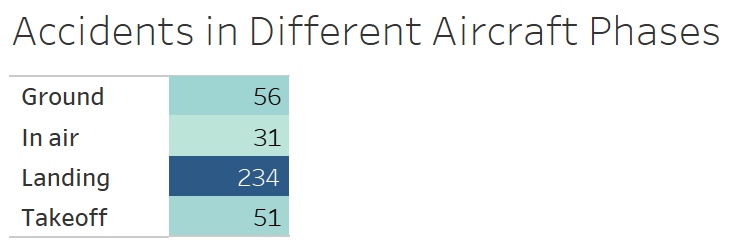 Accidents in Different Aircraft Phases
Ground 56
In air 31
Landing 234
Takeoff 51